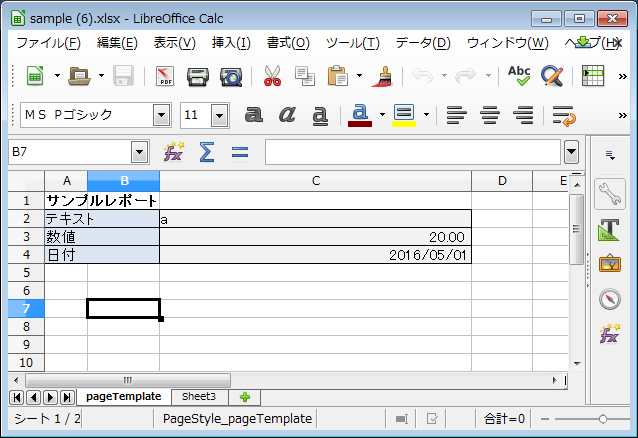 sample (6).xlsx - LibreOffice Calc
ファイル(F) 編集(E) 表示(V) 挿入(I) 書式(O) ツール(T) データ(D) ウィンドウ(W) ヘルプ(H)
PDF Abc
ＭＳ Ｐゴシック 11 a a a a
B7 fx Σ =
A B C D E
1 サンプルレポート
2 テキスト a
3 数値 20.00
4 日付 2016/05/01
5
6
7
8
9
10
pageTemplate Sheet3
シート 1 / 2 PageStyle_pageTemplate 合計=0